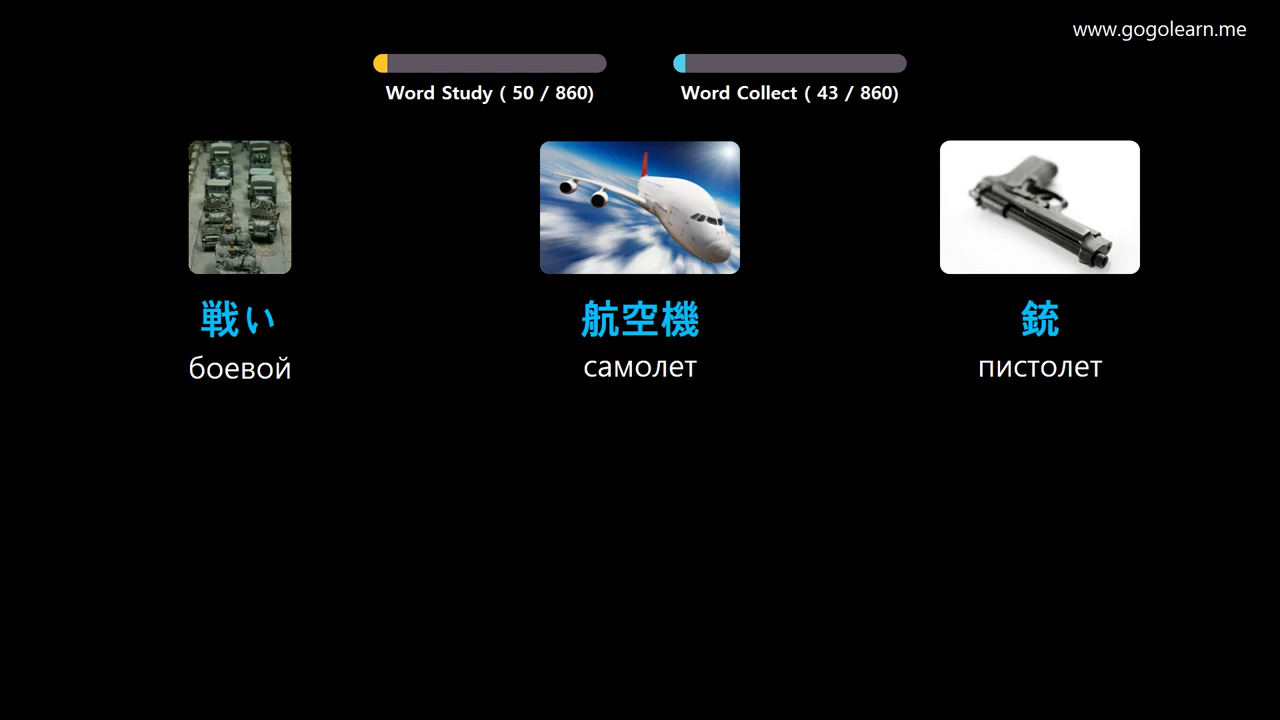 www.gogolearn.me
Word Study ( 50 / 860)
Word Collect ( 43 / 860)
戦い
боевой
航空機
самолет
銃
пистолет